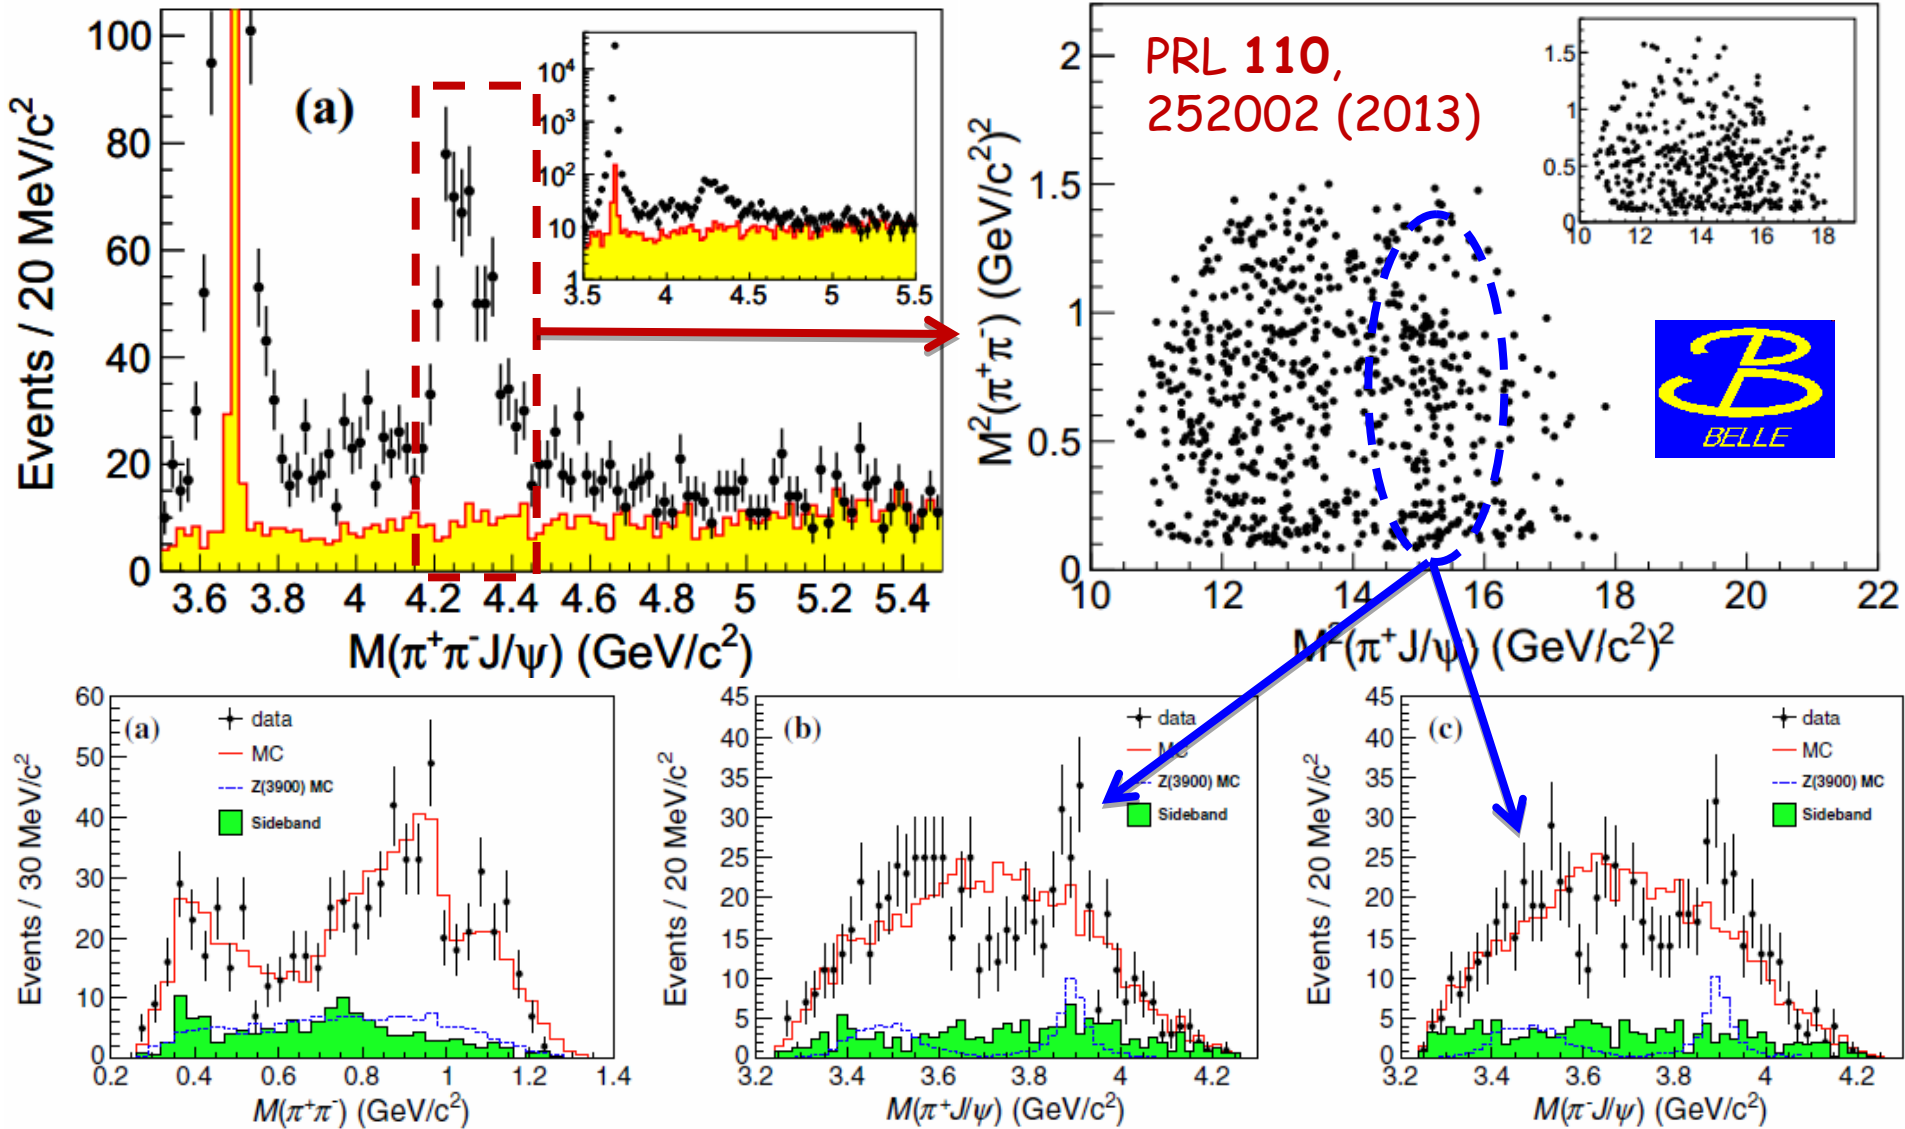 Events / 20 MeV/c²
100
80
60
40
20
0
(a)
10⁴
10³
10²
10
1
3.5 4 4.5 5 5.5
3.6 3.8 4 4.2 4.4 4.6 4.8 5 5.2 5.4
M(π⁺π⁻J/ψ) (GeV/c²)
M²(π⁺π⁻) (GeV/c²)²
2
1.5
1
0.5
0
PRL 110,
252002 (2013)
1.5
1
0.5
0
10 12 14 16 18
BELLE
10 12 14 16 18 20 22
M²(π⁺J/ψ) (GeV/c²)²
Events / 30 MeV/c²
60
50
40
30
20
10
0
(a)
data
MC
Z(3900) MC
Sideband
0.2 0.4 0.6 0.8 1 1.2 1.4
M(π⁺π⁻) (GeV/c²)
Events / 20 MeV/c²
45
40
35
30
25
20
15
10
5
0
(b)
data
MC
Z(3900) MC
Sideband
3.2 3.4 3.6 3.8 4 4.2
M(π⁺J/ψ) (GeV/c²)
Events / 20 MeV/c²
45
40
35
30
25
20
15
10
5
0
(c)
data
MC
Z(3900) MC
Sideband
3.2 3.4 3.6 3.8 4 4.2
M(π⁻J/ψ) (GeV/c²)